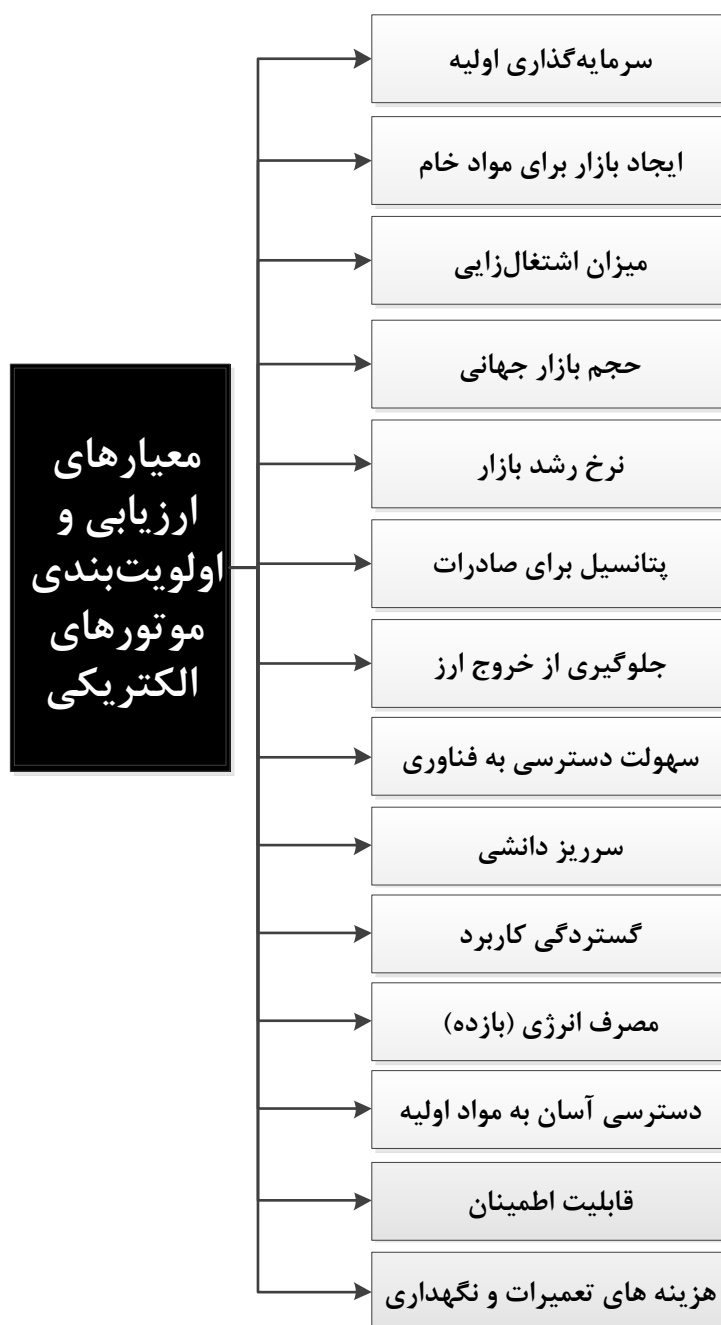 معیارهای
ارزیابی و
اولویت‌بندی
موتورهای
الکتریکی
سرمایه‌گذاری اولیه
ایجاد بازار برای مواد خام
میزان اشتغال‌زایی
حجم بازار جهانی
نرخ رشد بازار
پتانسیل برای صادرات
جلوگیری از خروج ارز
سهولت دسترسی به فناوری
سرریز دانشی
گستردگی کاربرد
مصرف انرژی (بازده)
دسترسی آسان به مواد اولیه
قابلیت اطمینان
هزینه های تعمیرات و نگهداری